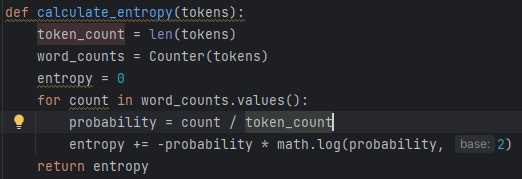 def calculate_entropy(tokens):
    token_count = len(tokens)
    word_counts = Counter(tokens)
    entropy = 0
    for count in word_counts.values():
        probability = count / token_count
        entropy += -probability * math.log(probability, base: 2)
    return entropy